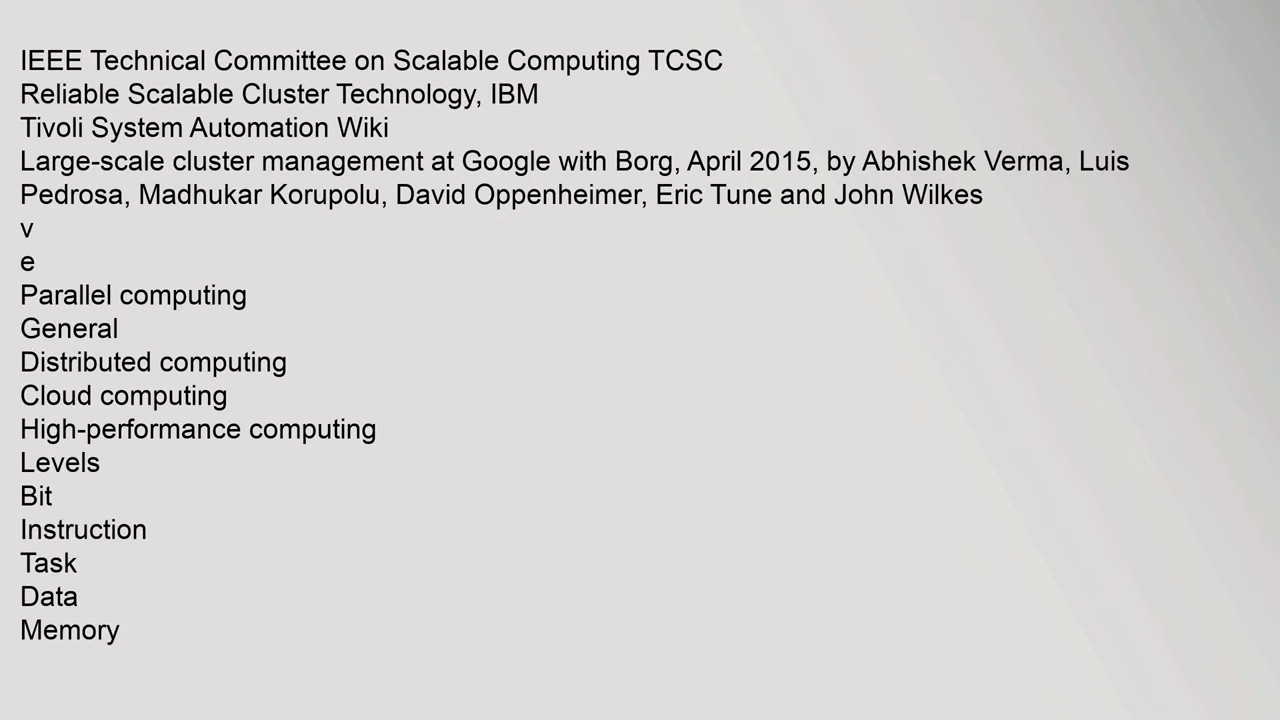 IEEE Technical Committee on Scalable Computing TCSC
Reliable Scalable Cluster Technology, IBM
Tivoli System Automation Wiki
Large-scale cluster management at Google with Borg, April 2015, by Abhishek Verma, Luis
Pedrosa, Madhukar Korupolu, David Oppenheimer, Eric Tune and John Wilkes
v
e
Parallel computing
General
Distributed computing
Cloud computing
High-performance computing
Levels
Bit
Instruction
Task
Data
Memory